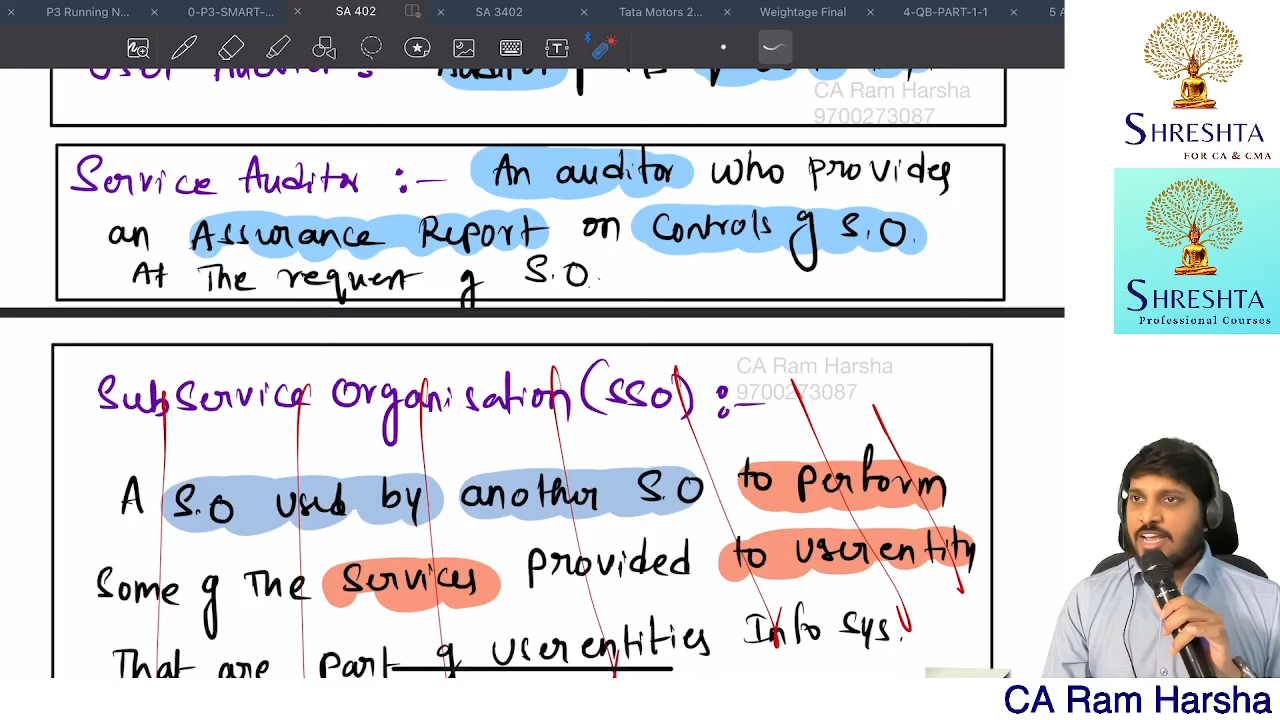 P3 Running N...
0-P3-SMART-...
SA 402
SA 3402
Tata Motors 2...
Weightage Final
4-QB-PART-1-1
5 A
CA Ram Harsha
9700273087
Service Auditor :- An auditor who provides
an Assurance Report on Controls of S.O.
At The request of S.O.
SubService Organisation (SSO) :-
CA Ram Harsha
9700273087
A S.O used by another S.O to perform
Some of The Services provided to user entity
That are part of user entities Info sys.
SHRESHTA
FOR CA & CMA
SHRESHTA
Professional Courses
CA Ram Harsha